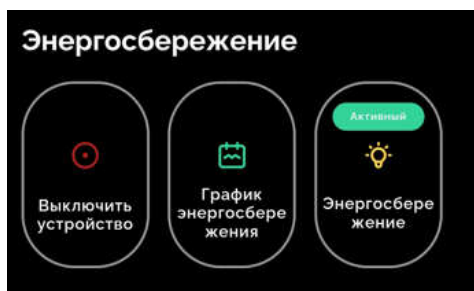 Энергосбережение
Активный
Выключить
устройство
График
энергосбере
жения
Энергосбере
жение